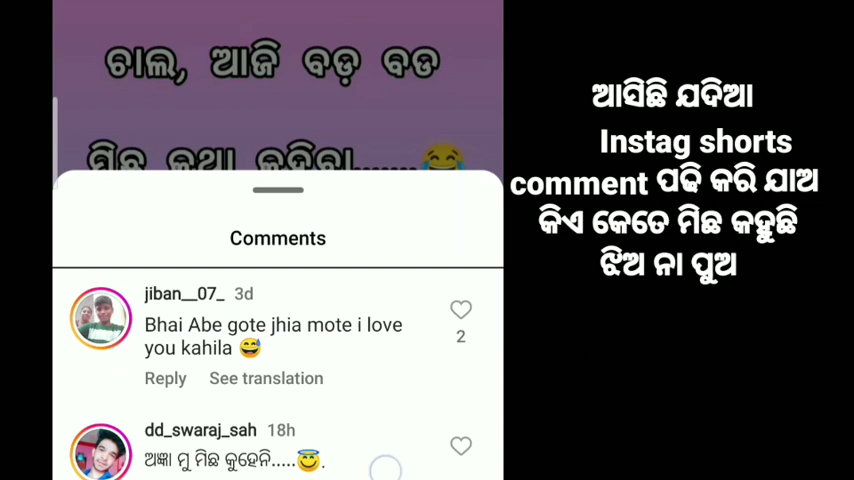 ଚାଲ, ଆଜି ବଡ଼ ବଡ
ମିଛ କଥା କହିବା.......😂
Comments
jiban__07_ 3d
Bhai Abe gote jhia mote i love
you kahila 😅
2
Reply See translation
dd_swaraj_sah 18h
ଅଜ୍ଞା ମୁ ମିଛ କୁହେନି.....😇.
ଆସିଛି ଯଦିଆ
Instag shorts
comment ପଢି କରି ଯାଅ
କିଏ କେତେ ମିଛ କହୁଛି
ଝିଅ ନା ପୁଅ